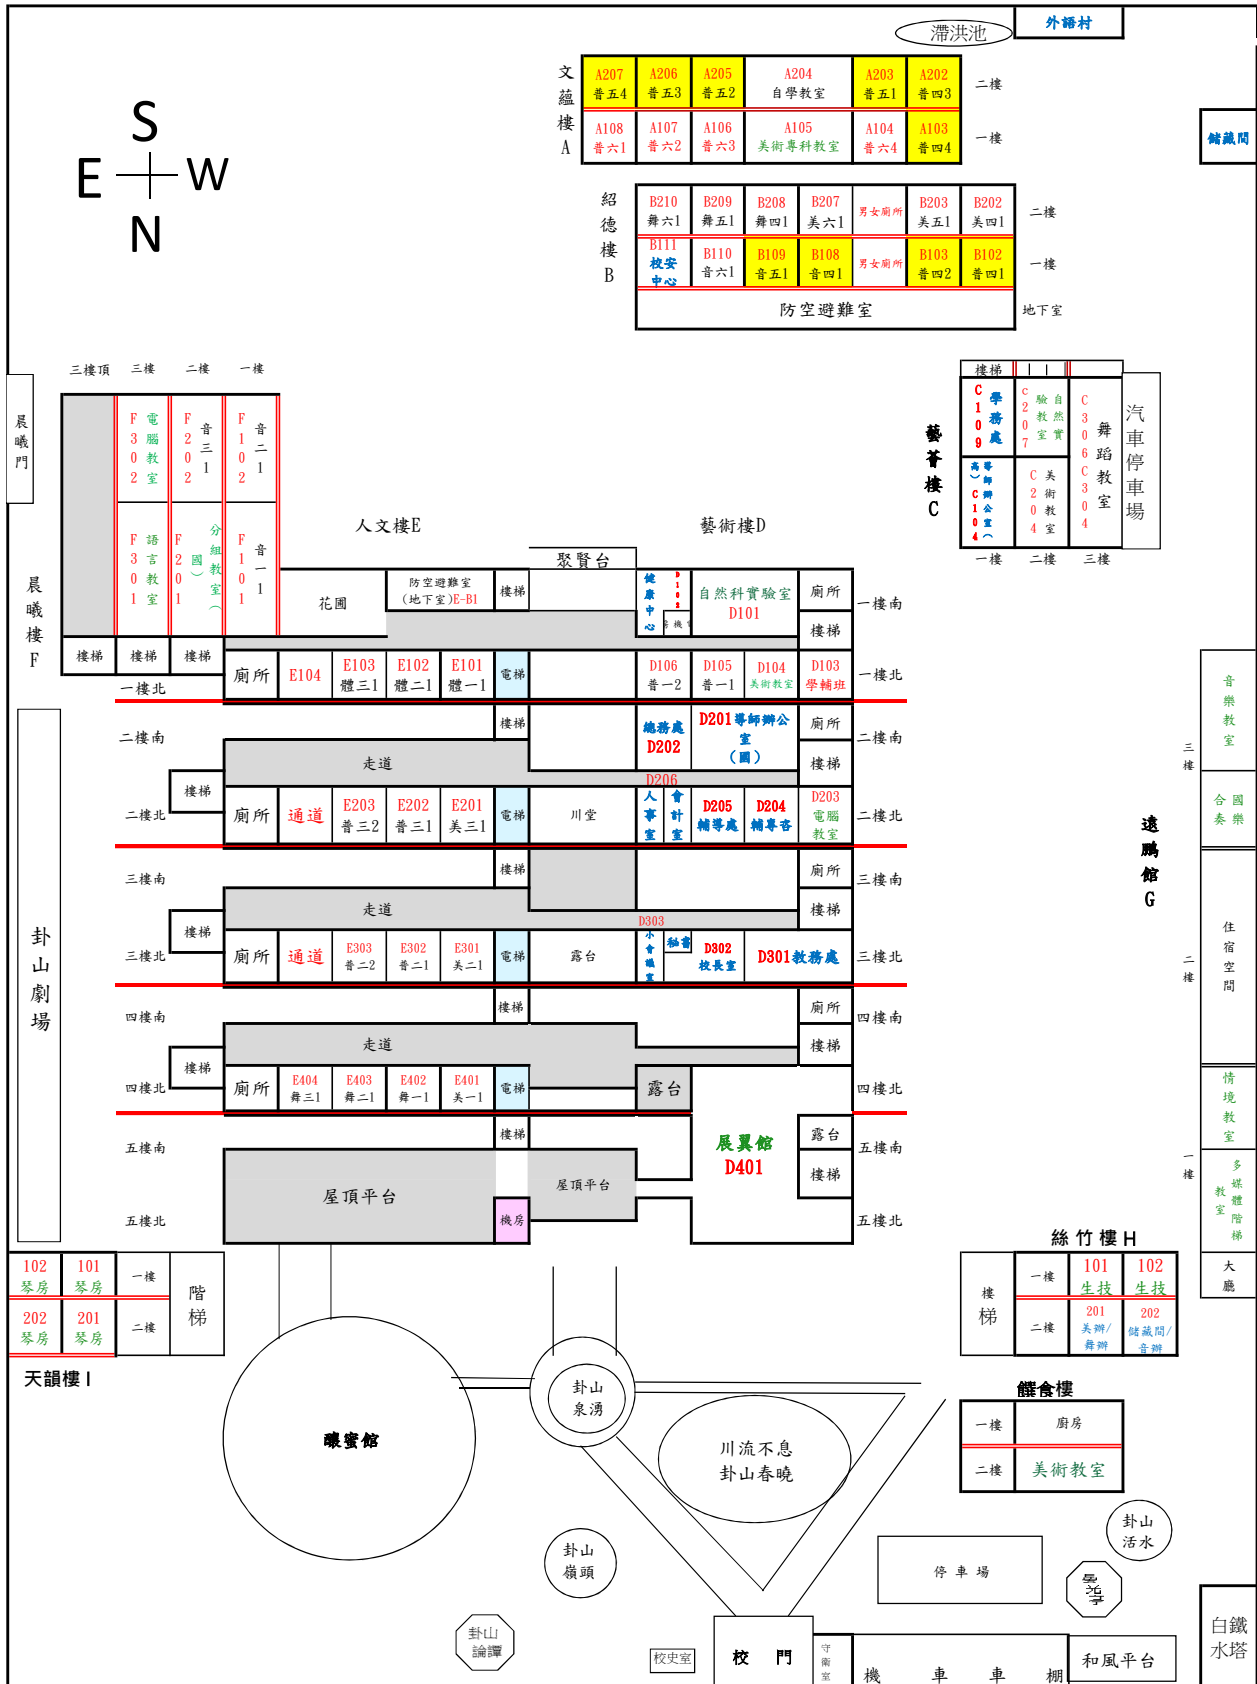 外語村
滯洪池
文蘊樓A
A207 A206 A205 A204 A203 A202
普五4 普五3 普五2 自學教室 普五1 普四3 二樓
A108 A107 A106 A105 A104 A103
普六1 普六2 普六3 美術專科教室 普六4 普四4 一樓
儲藏間
S
E W
N
紹德樓B
B210 B209 B208 B207 男女廁所 B203 B202
舞六1 舞五1 舞四1 美六1 美五1 美四1 二樓
B111 B110 B109 B108 男女廁所 B103 B102
校安中心 音六1 音五1 音四1 普四2 普四1 一樓
防空避難室 地下室
三樓頂 三樓 二樓 一樓
晨曦門
F302 電腦教室
F202 音三1
F102 音二1
F301 語言教室
F201 分組教室(國)
F101 音一1
晨曦樓F
樓梯 樓梯 樓梯
藝薈樓C
樓梯
C109 學務處
C207 自然實驗教室
C306C304 舞蹈教室
導師辦公室(高) C104
C204 美術教室
一樓 二樓 三樓
汽車停車場
人文樓E
藝術樓D
聚賢台
花圃
防空避難室
(地下室)E-B1
樓梯
健康中心
D102
自然科實驗室
D101
廁所
樓梯
一樓南
一樓北
廁所 E104 E103 E102 E101 電梯 D106 D105 D104 D103
體三1 體二1 體一1 普一2 普一1 美術教室 學輔班
一樓北
二樓南
樓梯
總務處
D202
D201導師辦公室
(國)
廁所
樓梯
二樓南
走道
樓梯
D206
二樓北
廁所 通道 E203 E202 E201 電梯 川堂 人事室 會計室 D205 D204 D203
普三2 普三1 美三1 輔導處 輔導咨 電腦教室
二樓北
三樓南
樓梯
廁所
樓梯
三樓南
走道
樓梯
D303
三樓北
廁所 通道 E303 E302 E301 電梯 露台 小會議室 秘書 D302 D301教務處
普二2 普二1 美二1 校長室
三樓北
四樓南
樓梯
廁所
樓梯
四樓南
走道
樓梯
四樓北
廁所 E404 E403 E402 E401 電梯 露台
舞三1 舞二1 舞一1 美一1
四樓北
五樓南
樓梯
展翼館
D401
露台
樓梯
五樓南
屋頂平台
屋頂平台
機房
五樓北
五樓北
卦山劇場
遠鵬館G
音樂教室
三樓
國樂合奏
住宿空間
二樓
情境教室
一樓
多媒體階梯教室
大廳
102 101 一樓
琴房 琴房
202 201 二樓
琴房 琴房
階梯
天韻樓I
絲竹樓H
樓梯
一樓 101 102
生技 生技
二樓 201 202
美辦/舞辦 儲藏間/音辦
饌食樓
一樓 廚房
二樓 美術教室
釀蜜館
卦山泉湧
川流不息
卦山春曉
卦山嶺頭
卦山論譚
卦山活水
停車場
校史室
校門
守衛室
機車車棚
和風平台
白鐵水塔